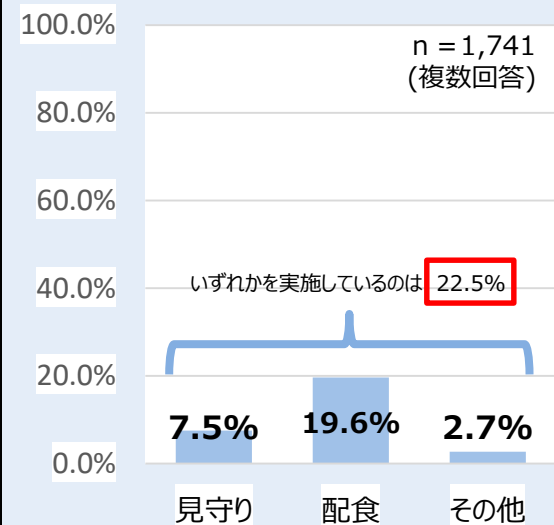 100.0%
80.0%
60.0%
40.0%
20.0%
0.0%
n＝1,741
(複数回答)
いずれかを実施しているのは 22.5%
7.5% 19.6% 2.7%
見守り 配食 その他